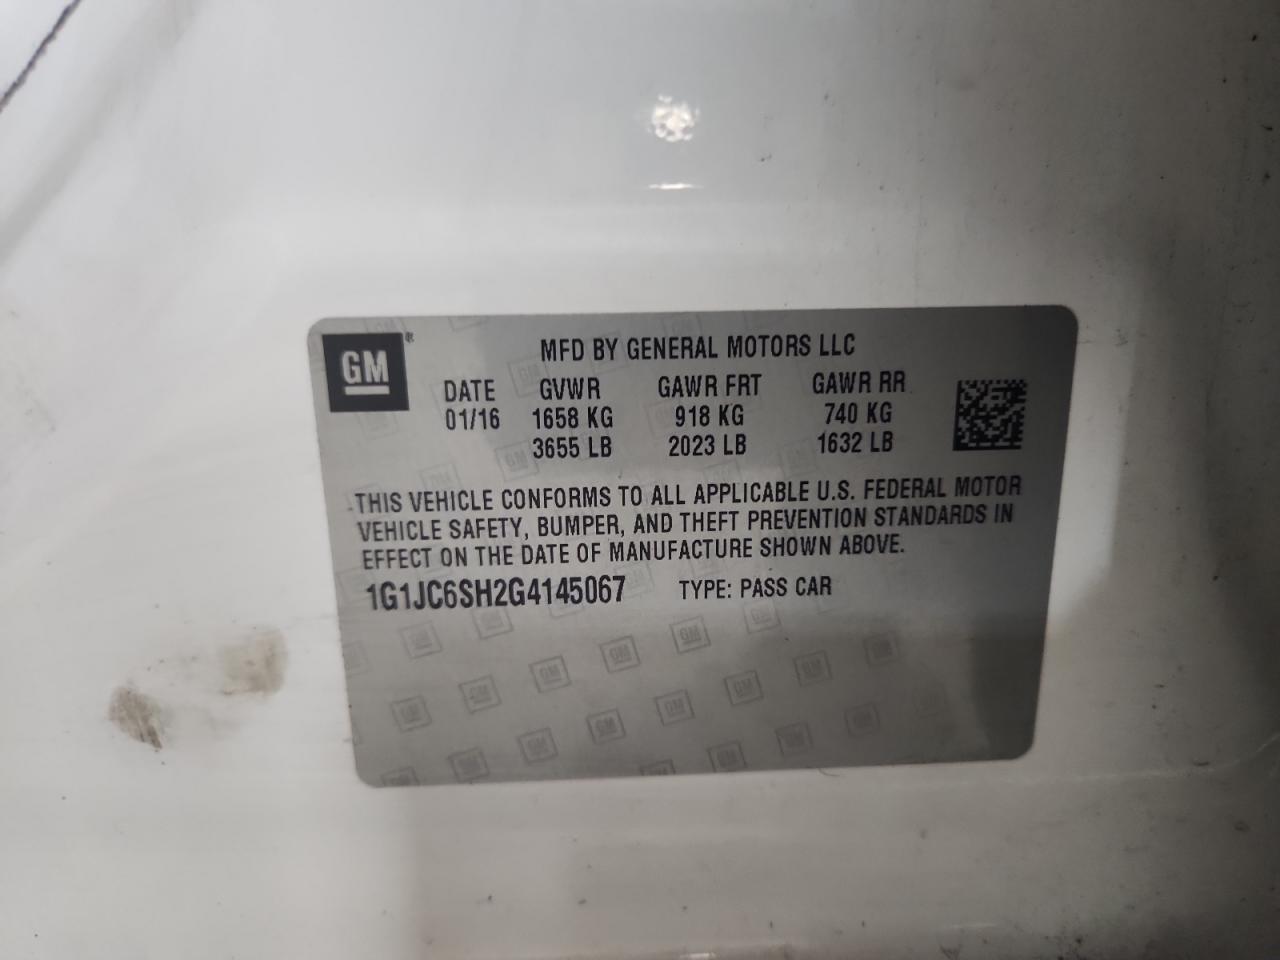 GM ®
MFD BY GENERAL MOTORS LLC
DATE GVWR GAWR FRT GAWR RR
01/16 1658 KG 918 KG 740 KG
3655 LB 2023 LB 1632 LB
THIS VEHICLE CONFORMS TO ALL APPLICABLE U.S. FEDERAL MOTOR
VEHICLE SAFETY, BUMPER, AND THEFT PREVENTION STANDARDS IN
EFFECT ON THE DATE OF MANUFACTURE SHOWN ABOVE.
1G1JC6SH2G4145067 TYPE: PASS CAR